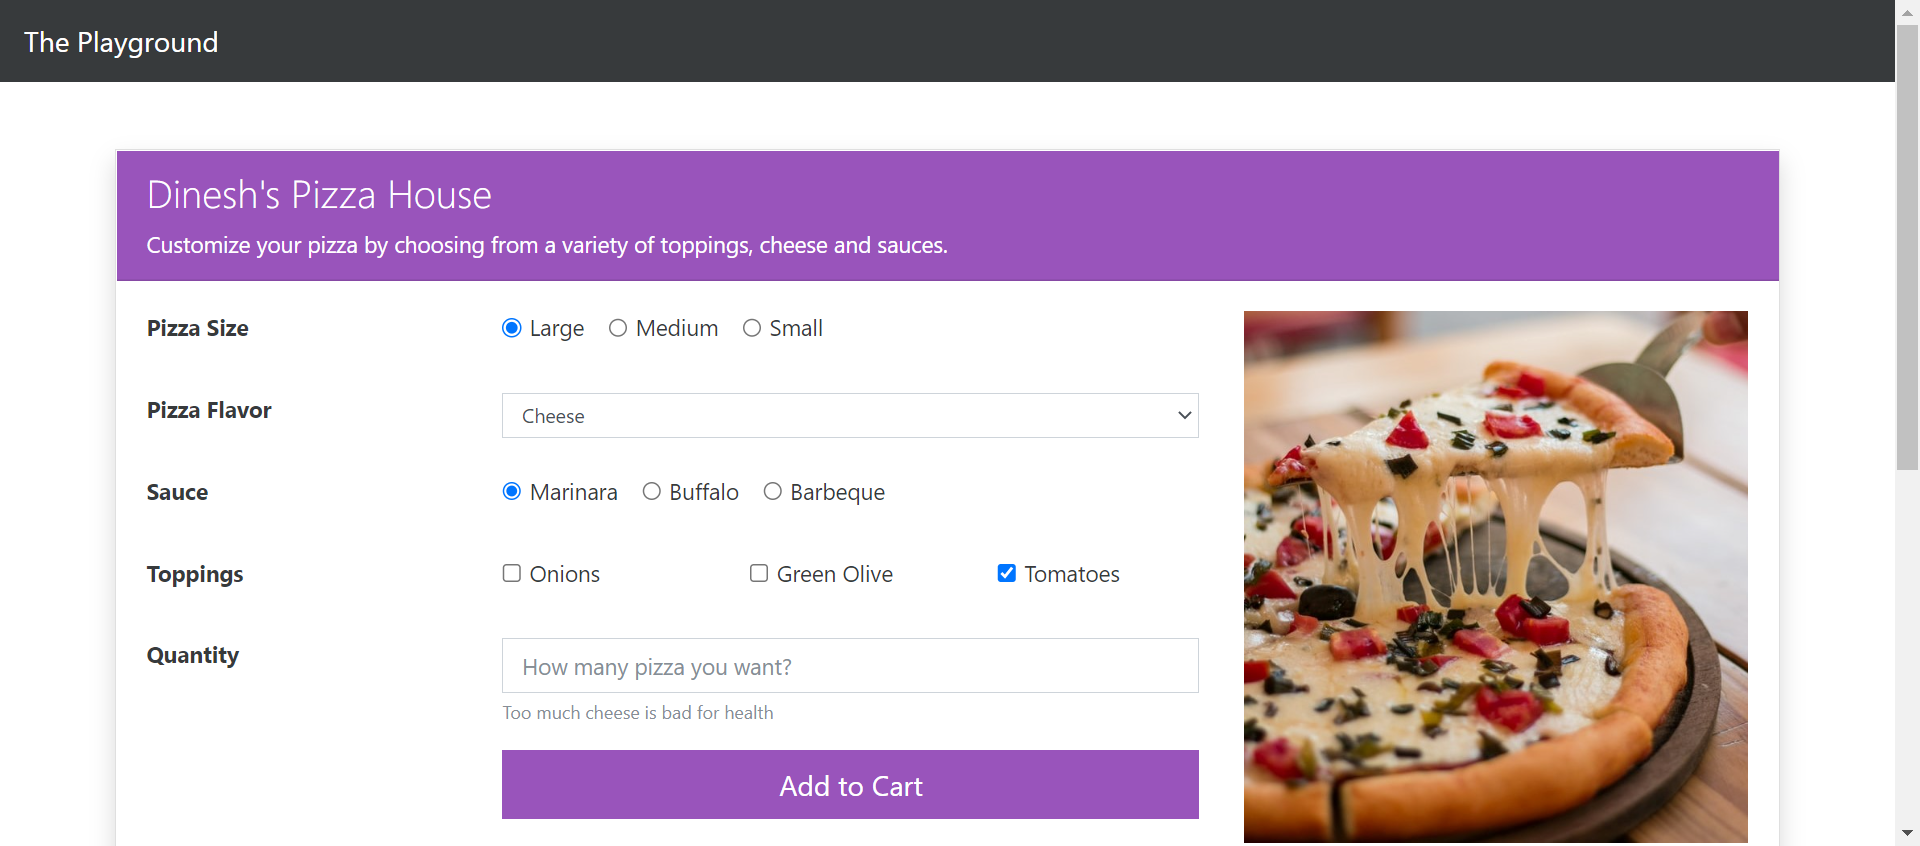 The Playground
Dinesh's Pizza House
Customize your pizza by choosing from a variety of toppings, cheese and sauces.
Pizza Size Large Medium Small
Pizza Flavor Cheese
Sauce Marinara Buffalo Barbeque
Toppings Onions Green Olive Tomatoes
Quantity How many pizza you want?
Too much cheese is bad for health
Add to Cart